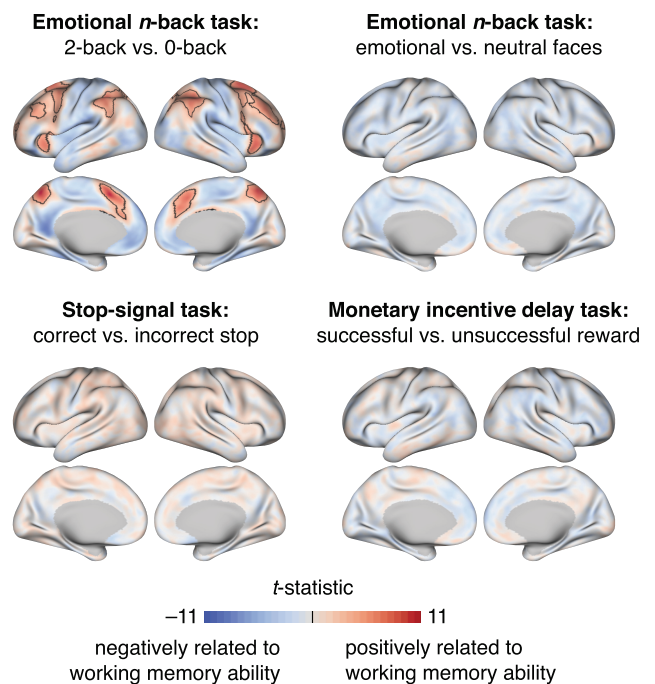 Emotional n-back task:
2-back vs. 0-back
Emotional n-back task:
emotional vs. neutral faces
Stop-signal task:
correct vs. incorrect stop
Monetary incentive delay task:
successful vs. unsuccessful reward
t-statistic
–11
11
negatively related to
working memory ability
positively related to
working memory ability